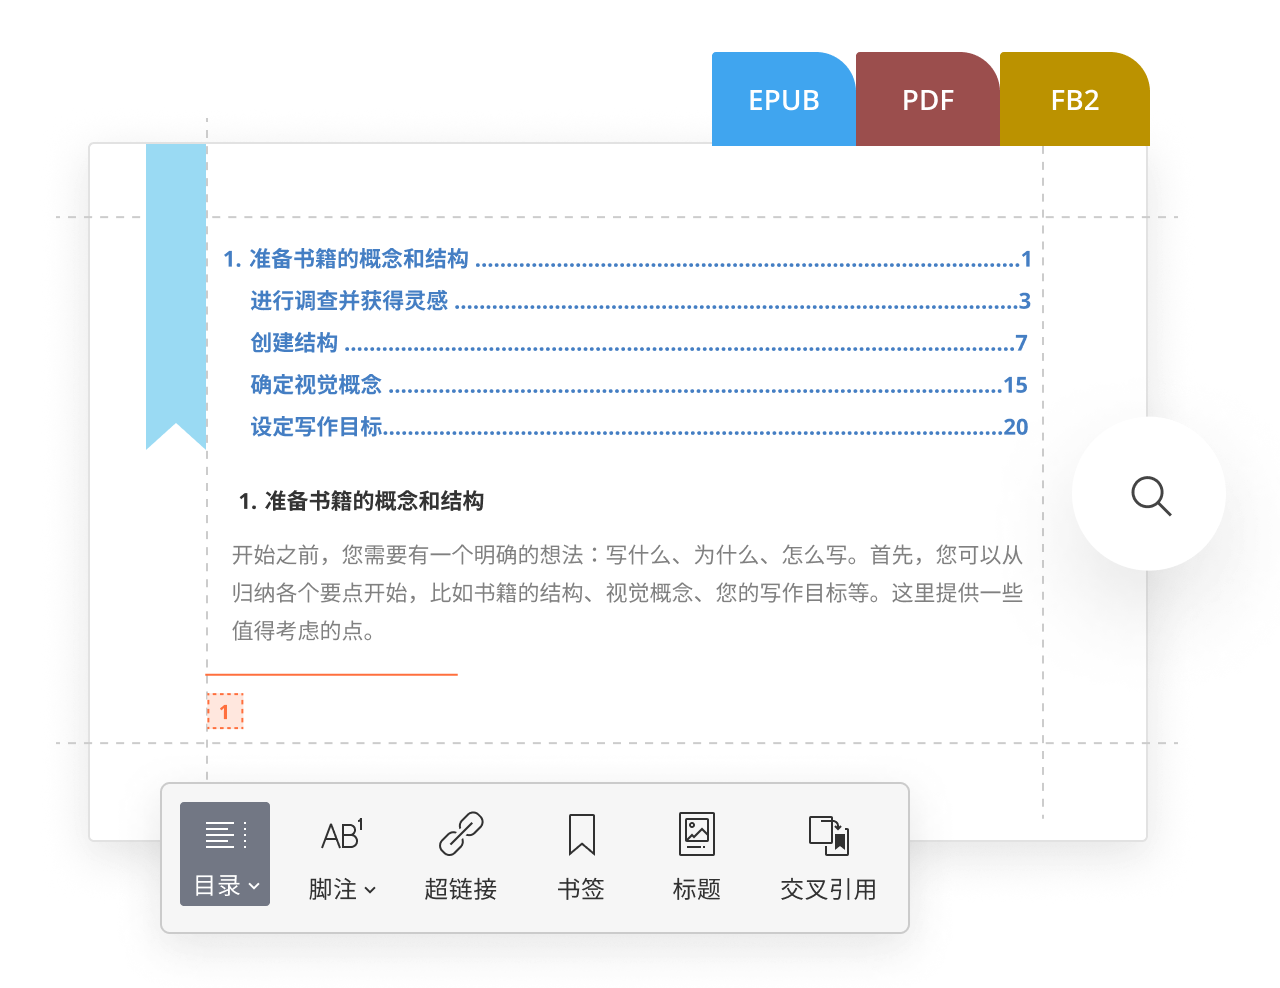 EPUB
PDF
FB2
1. 准备书籍的概念和结构 ........................................................................................1
进行调查并获得灵感 ...........................................................................................3
创建结构 ............................................................................................................7
确定视觉概念 ...................................................................................................15
设定写作目标....................................................................................................20
1. 准备书籍的概念和结构
开始之前，您需要有一个明确的想法：写什么、为什么、怎么写。首先，您可以从
归纳各个要点开始，比如书籍的结构、视觉概念、您的写作目标等。这里提供一些
值得考虑的点。
1
AB1
目录
脚注
超链接
书签
标题
交叉引用